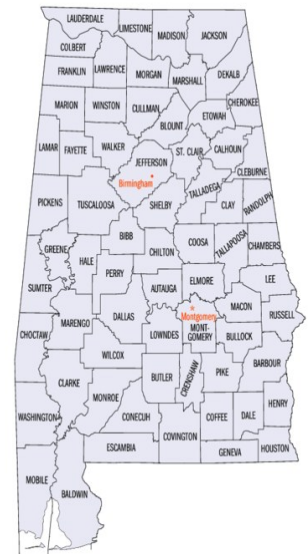 LAUDERDALE
LIMESTONE
MADISON
JACKSON
COLBERT
FRANKLIN
LAWRENCE
MORGAN
MARSHALL
DEKALB
MARION
WINSTON
CULLMAN
BLOUNT
ETOWAH
CHEROKEE
LAMAR
FAYETTE
WALKER
JEFFERSON
Birmingham
ST. CLAIR
CALHOUN
CLEBURNE
PICKENS
TUSCALOOSA
SHELBY
TALLADEGA
CLAY
RANDOLPH
BIBB
GREENE
HALE
PERRY
CHILTON
COOSA
TALLAPOOSA
CHAMBERS
SUMTER
AUTAUGA
ELMORE
LEE
MARENGO
DALLAS
Montgomery
MONT-
GOMERY
MACON
RUSSELL
CHOCTAW
LOWNDES
BULLOCK
WILCOX
BUTLER
CRENSHAW
PIKE
BARBOUR
CLARKE
MONROE
CONECUH
COFFEE
DALE
HENRY
WASHINGTON
ESCAMBIA
COVINGTON
GENEVA
HOUSTON
MOBILE
BALDWIN